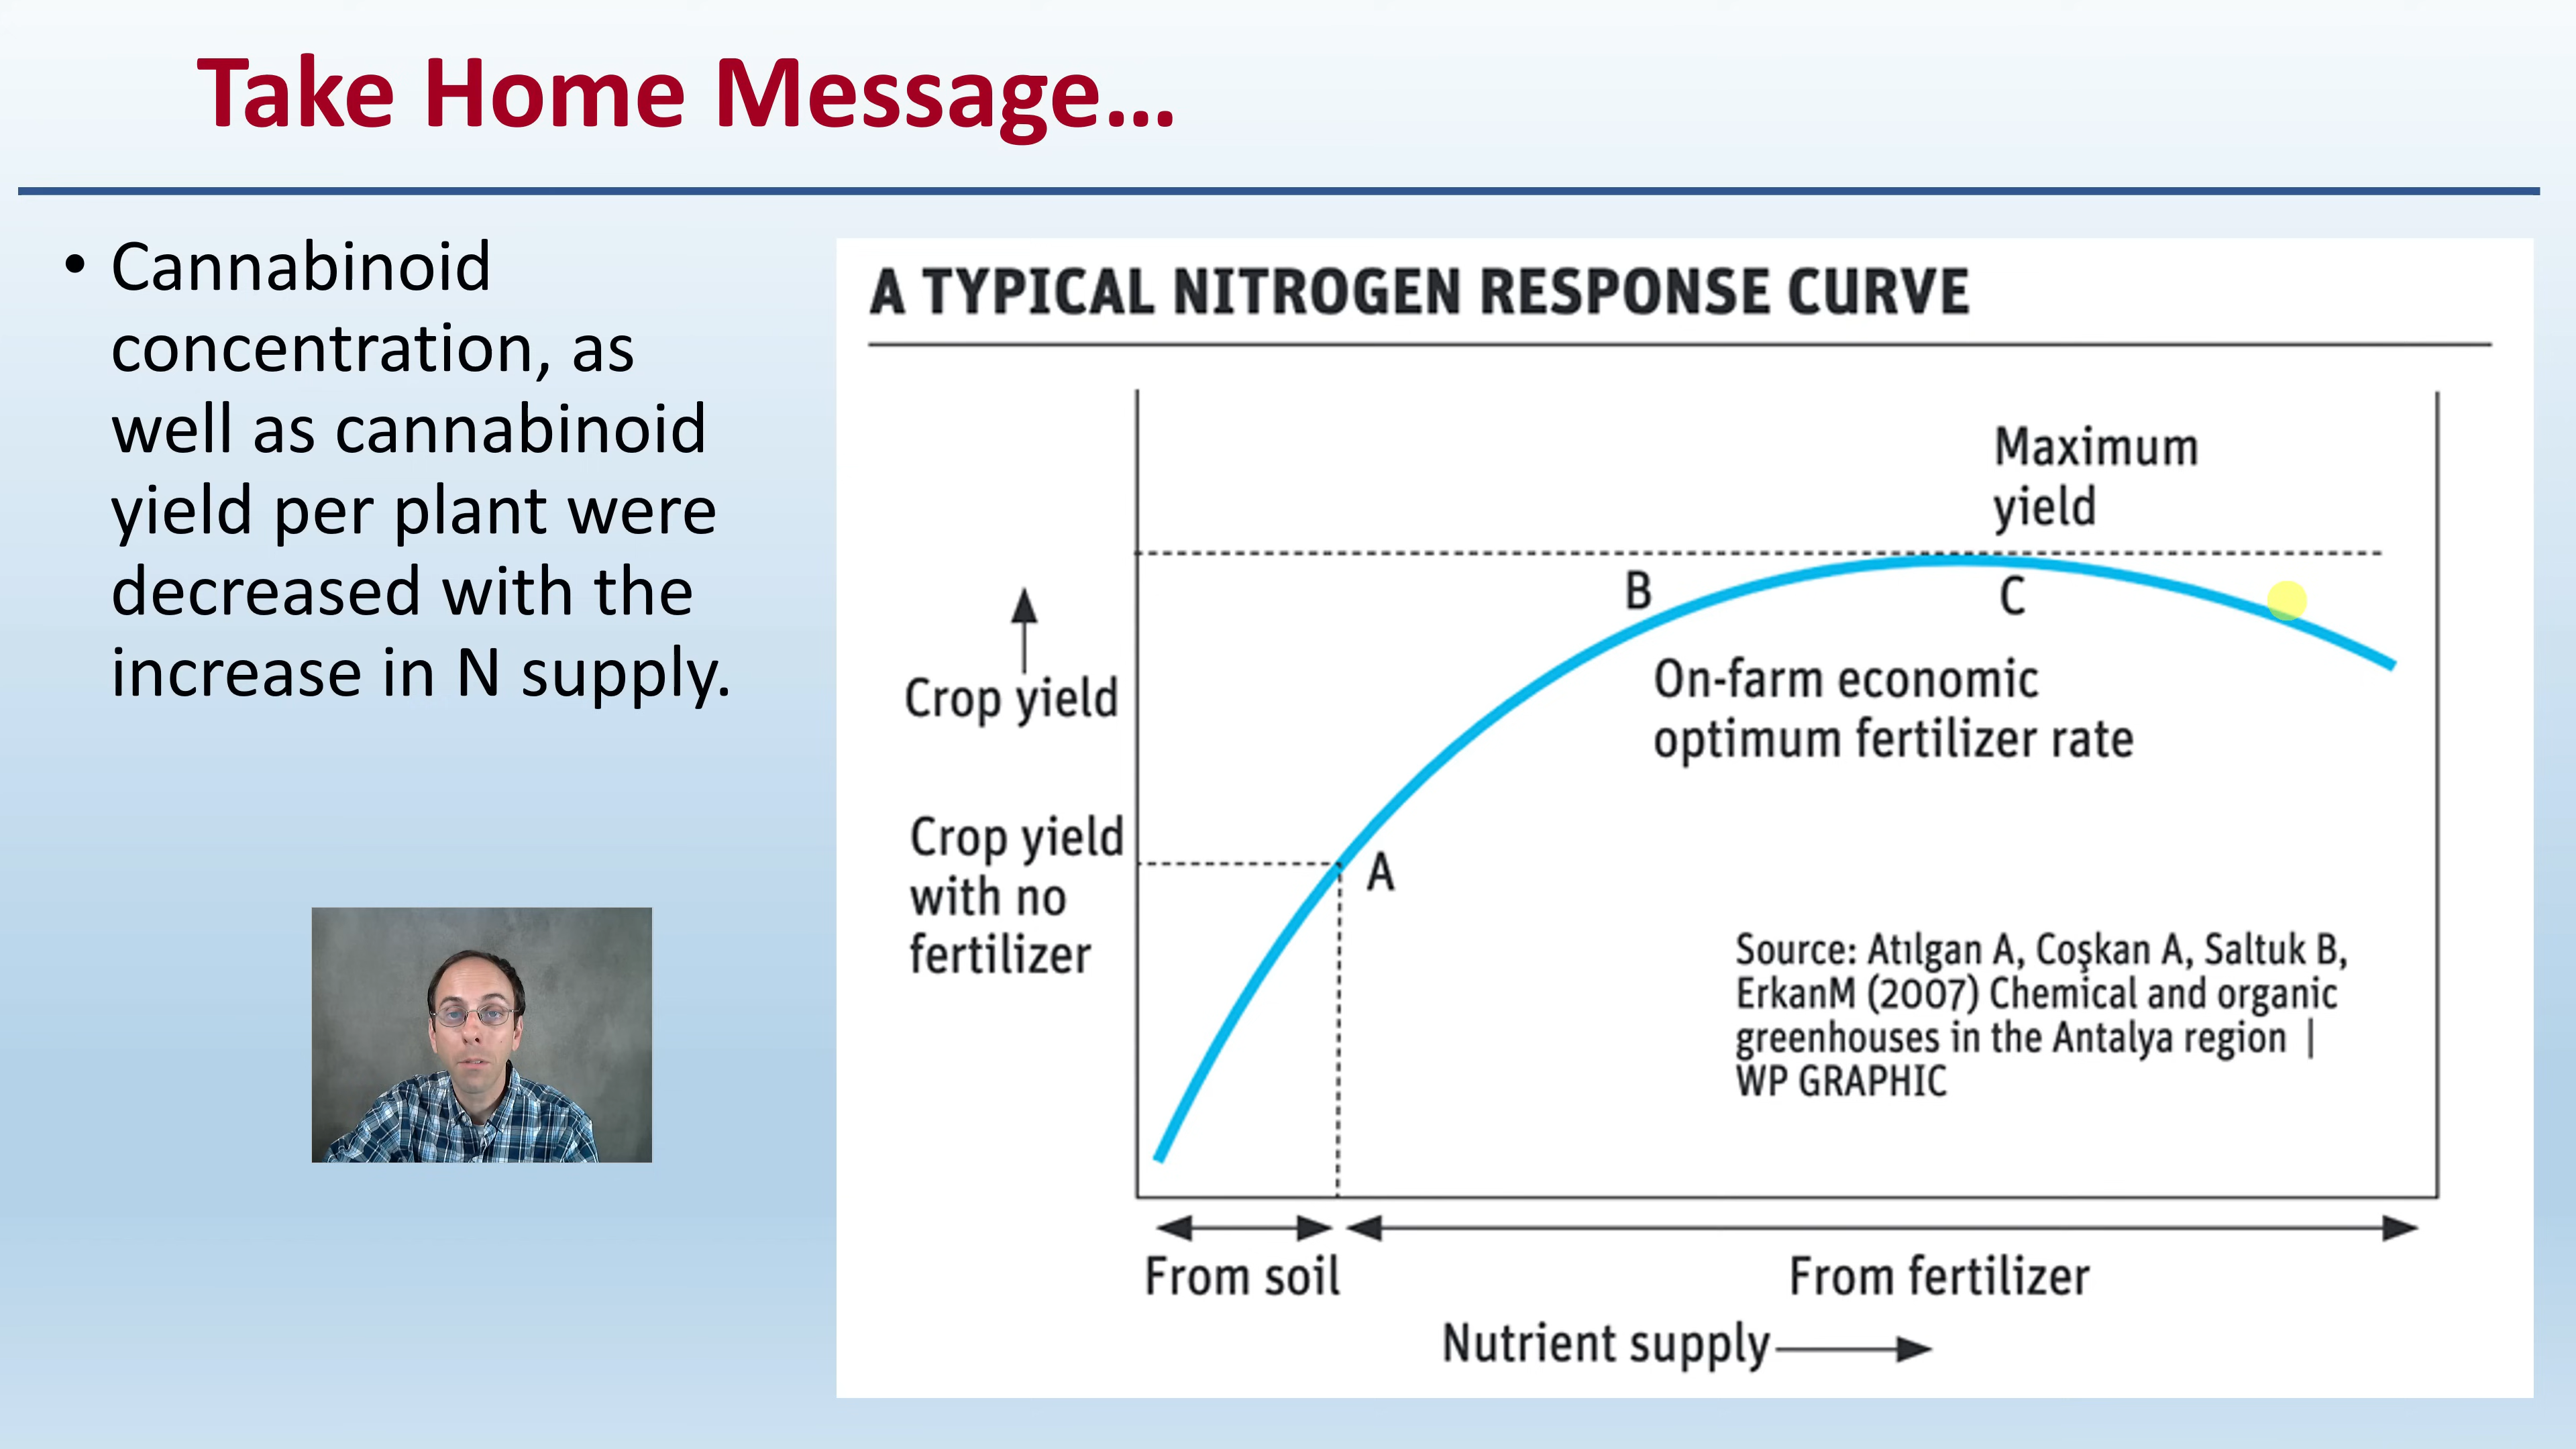 Take Home Message...
• Cannabinoid
concentration, as
well as cannabinoid
yield per plant were
decreased with the
increase in N supply.
A TYPICAL NITROGEN RESPONSE CURVE
Maximum
yield
B
C
Crop yield
On-farm economic
optimum fertilizer rate
Crop yield
with no
fertilizer
A
Source: Atılgan A, Coşkan A, Saltuk B,
ErkanM (2007) Chemical and organic
greenhouses in the Antalya region |
WP GRAPHIC
From soil
From fertilizer
Nutrient supply